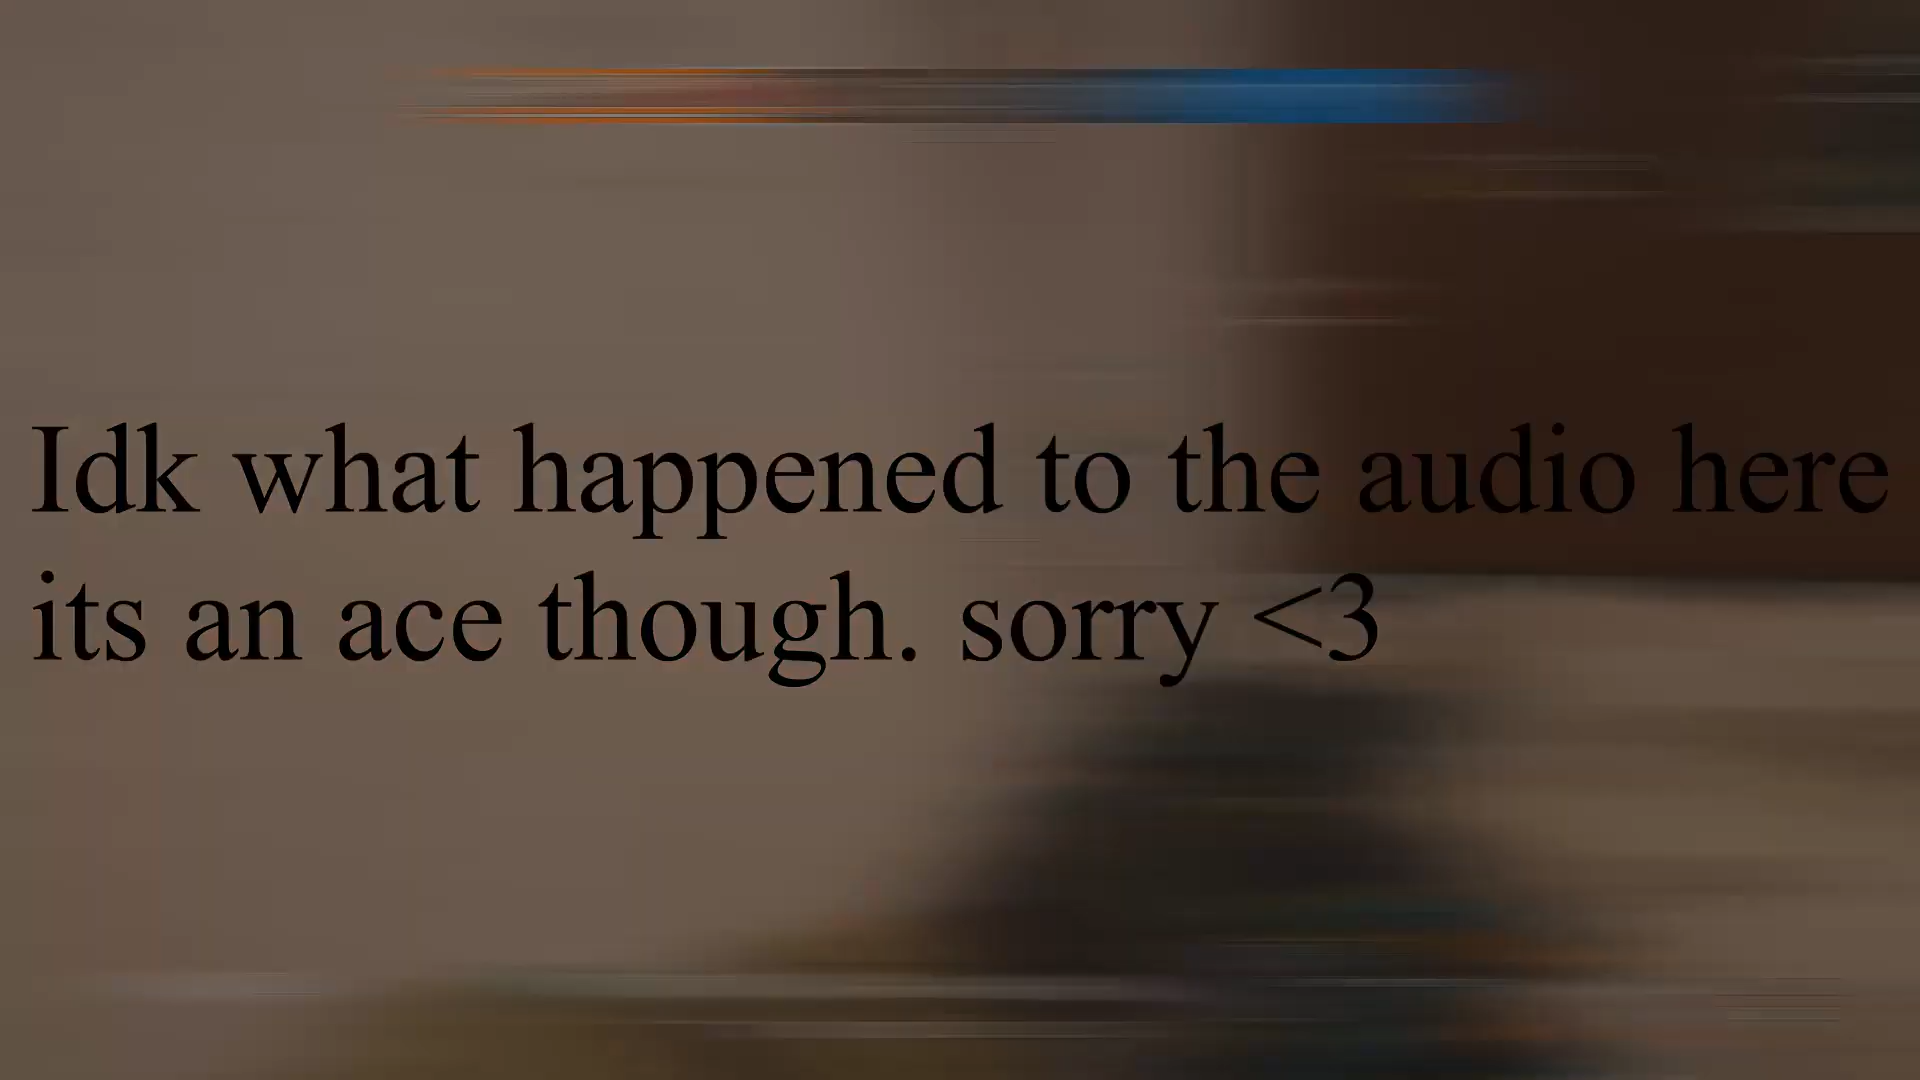 Idk what happened to the audio here
its an ace though. sorry <3